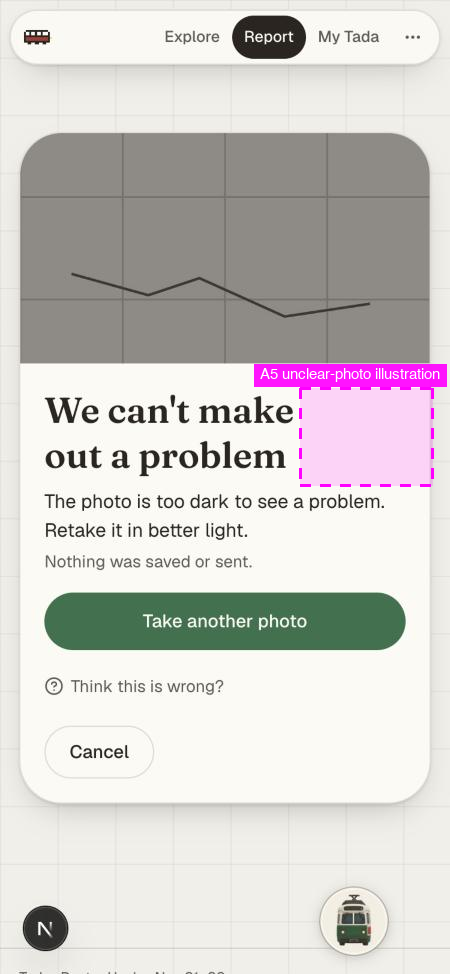 Explore
Report
My Tada
A5 unclear-photo illustration
We can't make
out a problem
The photo is too dark to see a problem.
Retake it in better light.
Nothing was saved or sent.
Take another photo
Think this is wrong?
Cancel
N